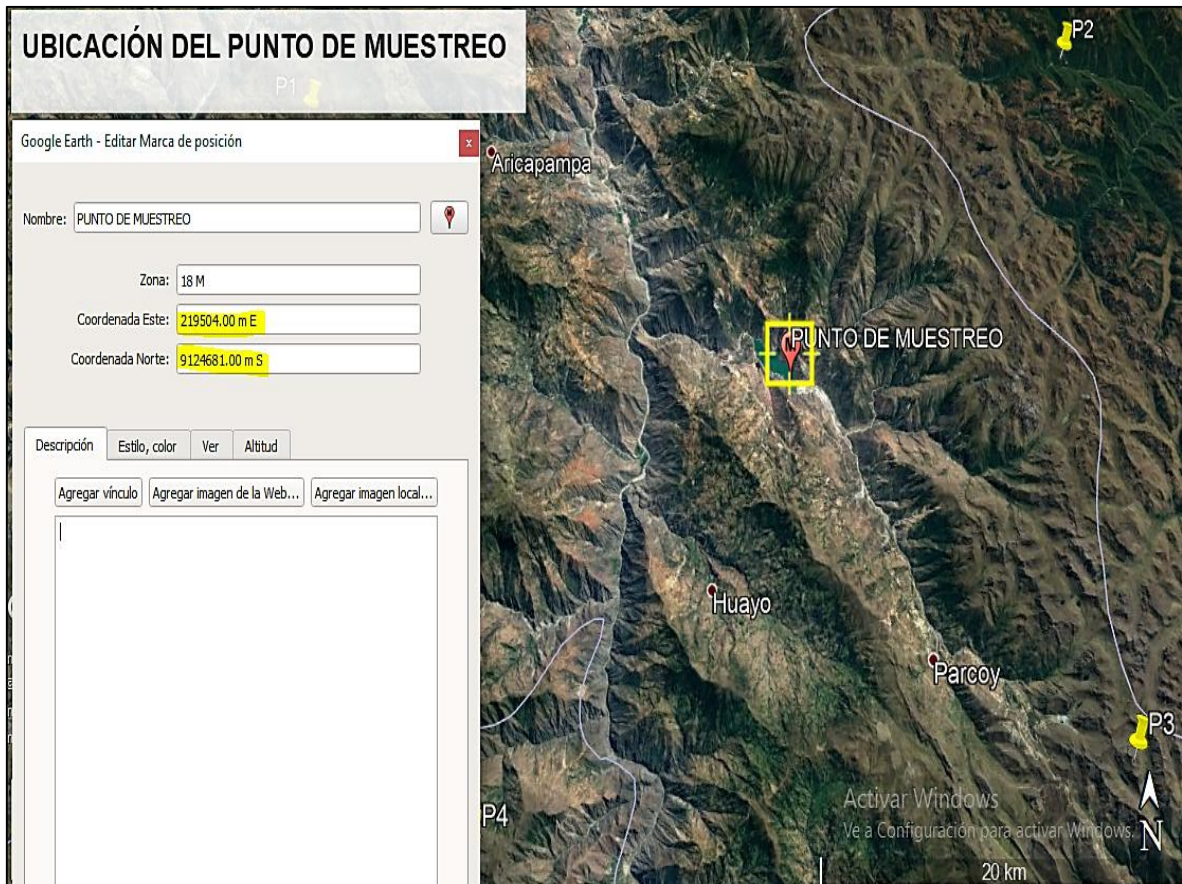 UBICACIÓN DEL PUNTO DE MUESTREO
P1
P2
Google Earth - Editar Marca de posición
x
Aricapampa
Nombre: PUNTO DE MUESTREO
Zona: 18 M
Coordenada Este: 219504.00 m E
Coordenada Norte: 9124681.00 m S
PUNTO DE MUESTREO
Descripción Estilo, color Ver Altitud
Agregar vínculo Agregar imagen de la Web... Agregar imagen local...
Huayo
Parcoy
P3
P4
Activar Windows
Ve a Configuración para activar Windows.
N
20 km